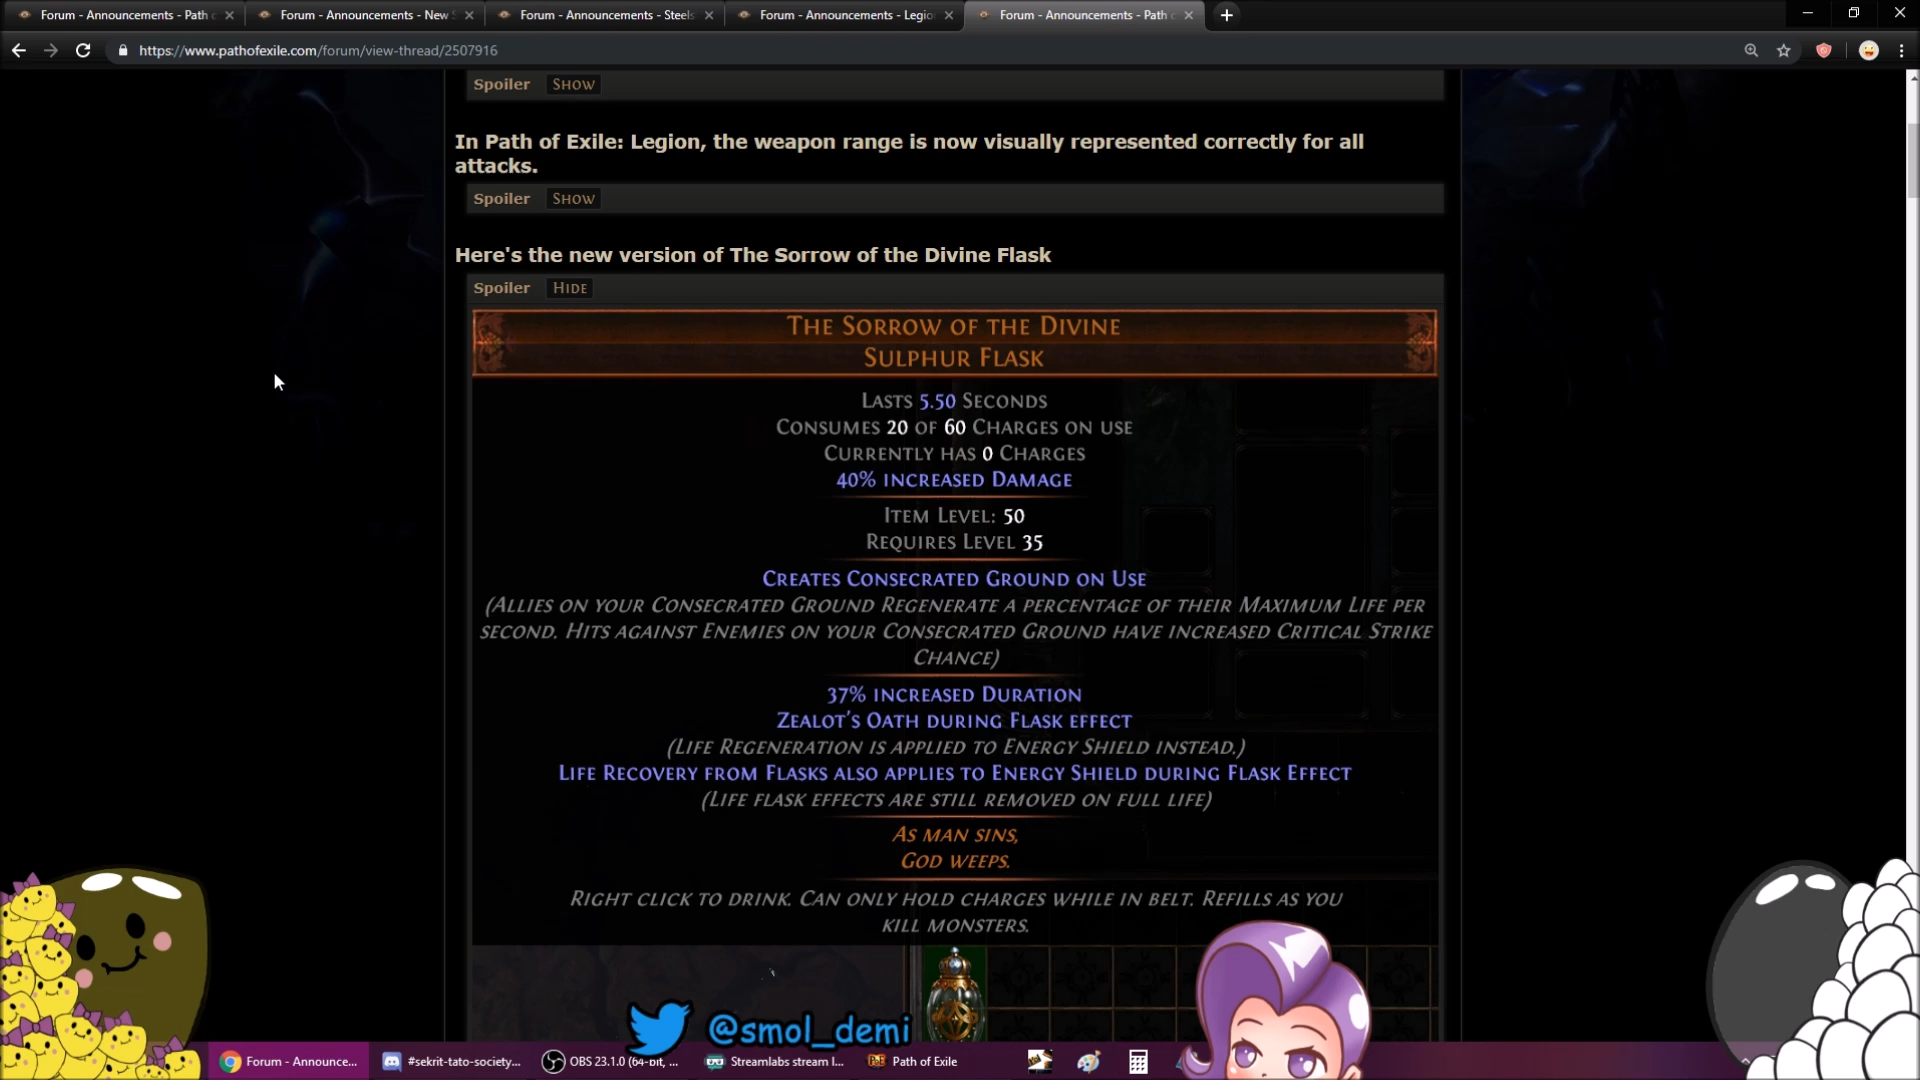 Forum - Announcements - Path Forum - Announcements - New Forum - Announcements - Steels Forum - Announcements - Legion Forum - Announcements - Path
https://www.pathofexile.com/forum/view-thread/2507916
Spoiler SHOW
In Path of Exile: Legion, the weapon range is now visually represented correctly for all
attacks.
Spoiler SHOW
Here's the new version of The Sorrow of the Divine Flask
Spoiler HIDE
THE SORROW OF THE DIVINE
SULPHUR FLASK
LASTS 5.50 SECONDS
CONSUMES 20 OF 60 CHARGES ON USE
CURRENTLY HAS 0 CHARGES
40% INCREASED DAMAGE
ITEM LEVEL: 50
REQUIRES LEVEL 35
CREATES CONSECRATED GROUND ON USE
(ALLIES ON YOUR CONSECRATED GROUND REGENERATE A PERCENTAGE OF THEIR MAXIMUM LIFE PER
SECOND. HITS AGAINST ENEMIES ON YOUR CONSECRATED GROUND HAVE INCREASED CRITICAL STRIKE
CHANCE)
37% INCREASED DURATION
ZEALOT'S OATH DURING FLASK EFFECT
(LIFE REGENERATION IS APPLIED TO ENERGY SHIELD INSTEAD.)
LIFE RECOVERY FROM FLASKS ALSO APPLIES TO ENERGY SHIELD DURING FLASK EFFECT
(LIFE FLASK EFFECTS ARE STILL REMOVED ON FULL LIFE)
AS MAN SINS,
GOD WEEPS.
RIGHT CLICK TO DRINK. CAN ONLY HOLD CHARGES WHILE IN BELT. REFILLS AS YOU
KILL MONSTERS.
@smol_demi
Forum - Announce... #sekrit-tato-society... OBS 23.1.0 (64-bit, ... Streamlabs stream l... Path of Exile